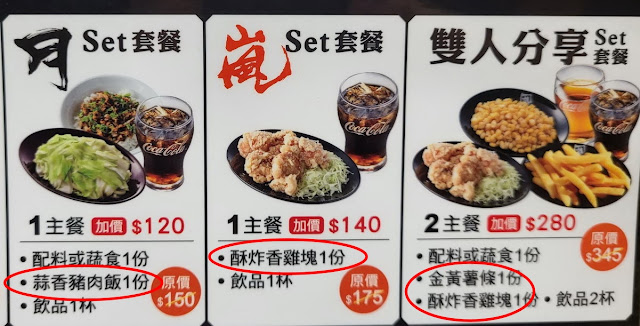 月 Set套餐
Coca-Cola
1主餐 加價 $120
・配料或蔬食1份
・蒜香豬肉飯1份
・飲品1杯
原價
$150
嵐 Set套餐
Coca-Cola
1主餐 加價 $140
・酥炸香雞塊1份
・飲品1杯
原價
$175
雙人分享 Set
套餐
Coca-Cola
2主餐 加價 $280
・配料或蔬食1份
・金黃薯條1份
・酥炸香雞塊1份・飲品2杯
原價
$345